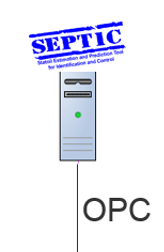 SEPTIC
Statoil Estimation and Prediction Tool
for Identification and Control
OPC